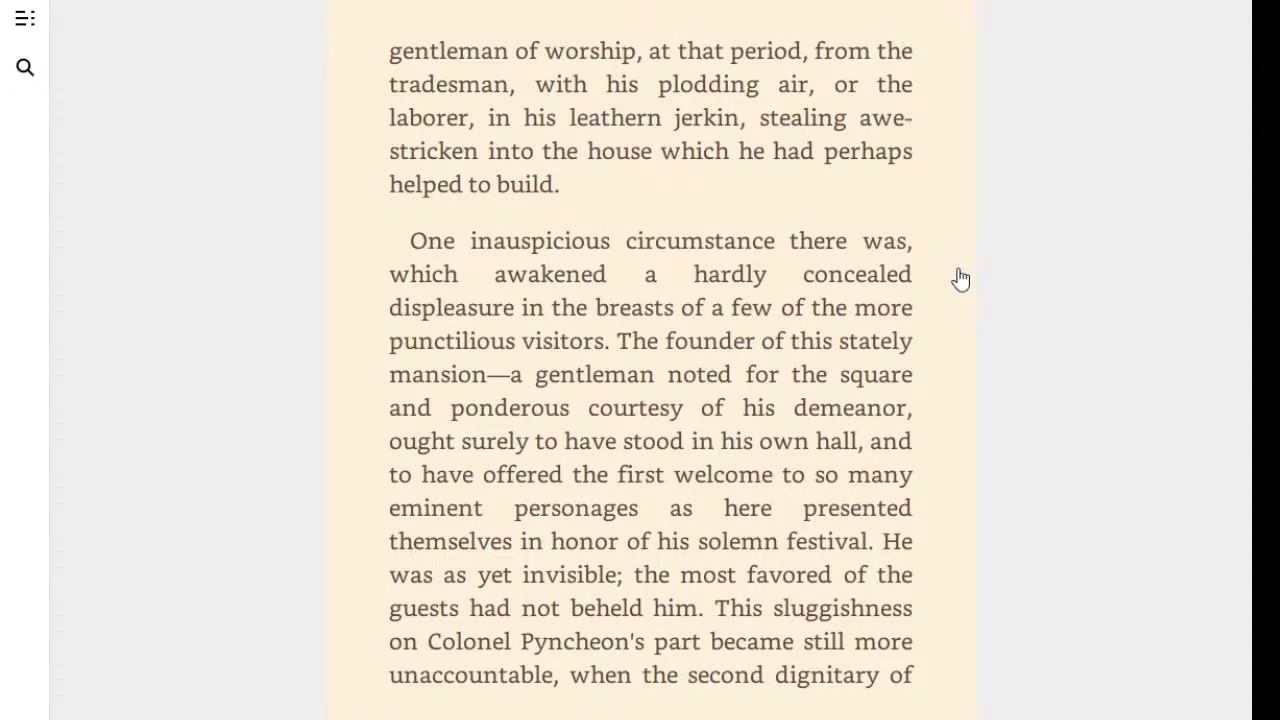 gentleman of worship, at that period, from the
tradesman, with his plodding air, or the
laborer, in his leathern jerkin, stealing awe-
stricken into the house which he had perhaps
helped to build.
One inauspicious circumstance there was,
which awakened a hardly concealed
displeasure in the breasts of a few of the more
punctilious visitors. The founder of this stately
mansion—a gentleman noted for the square
and ponderous courtesy of his demeanor,
ought surely to have stood in his own hall, and
to have offered the first welcome to so many
eminent personages as here presented
themselves in honor of his solemn festival. He
was as yet invisible; the most favored of the
guests had not beheld him. This sluggishness
on Colonel Pyncheon's part became still more
unaccountable, when the second dignitary of